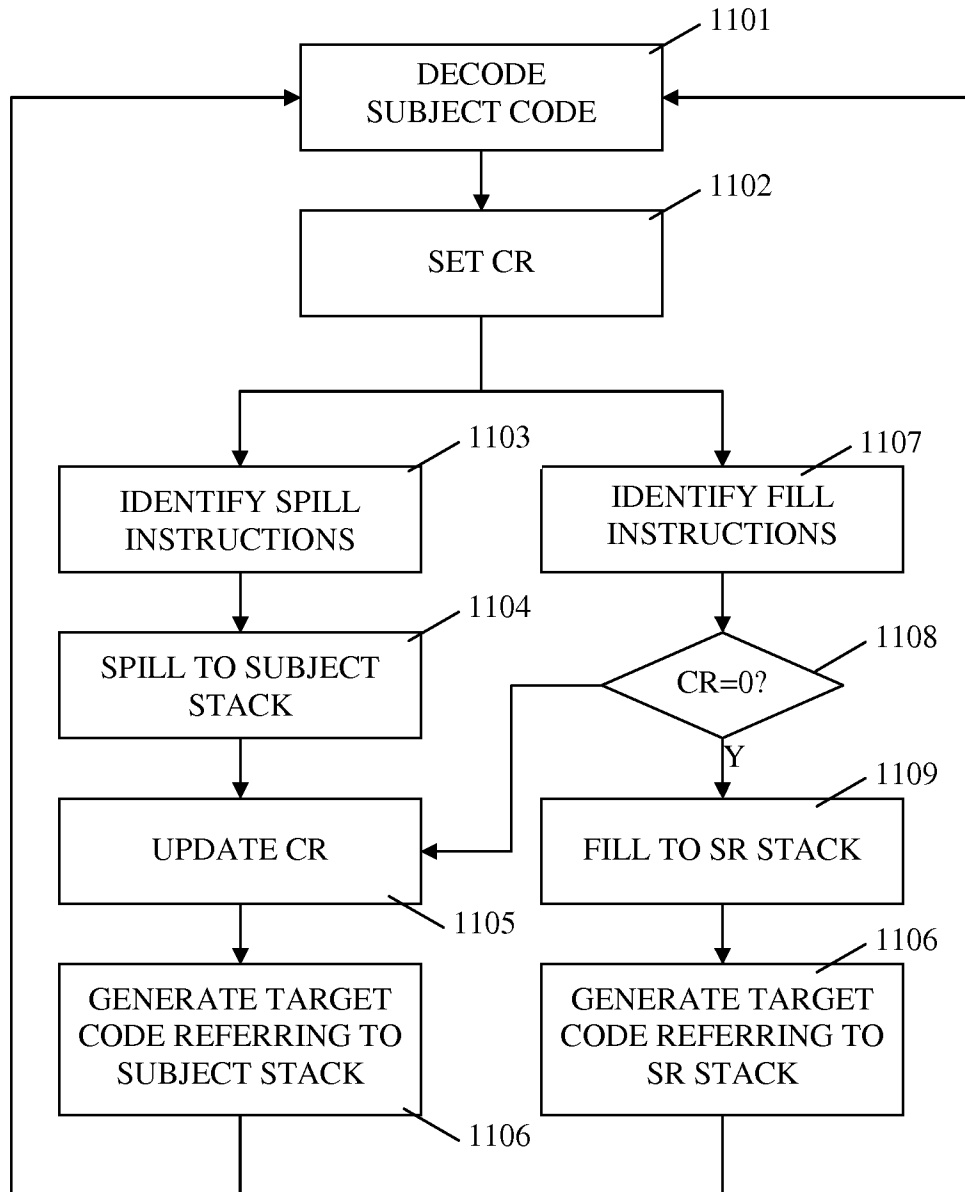 1101
DECODE
SUBJECT CODE
1102
SET CR
1103
IDENTIFY SPILL
INSTRUCTIONS
1107
IDENTIFY FILL
INSTRUCTIONS
1104
SPILL TO SUBJECT
STACK
1108
CR=0?
Y
1109
UPDATE CR
1105
FILL TO SR STACK
1106
GENERATE TARGET
CODE REFERRING TO
SUBJECT STACK
1106
GENERATE TARGET
CODE REFERRING TO
SR STACK